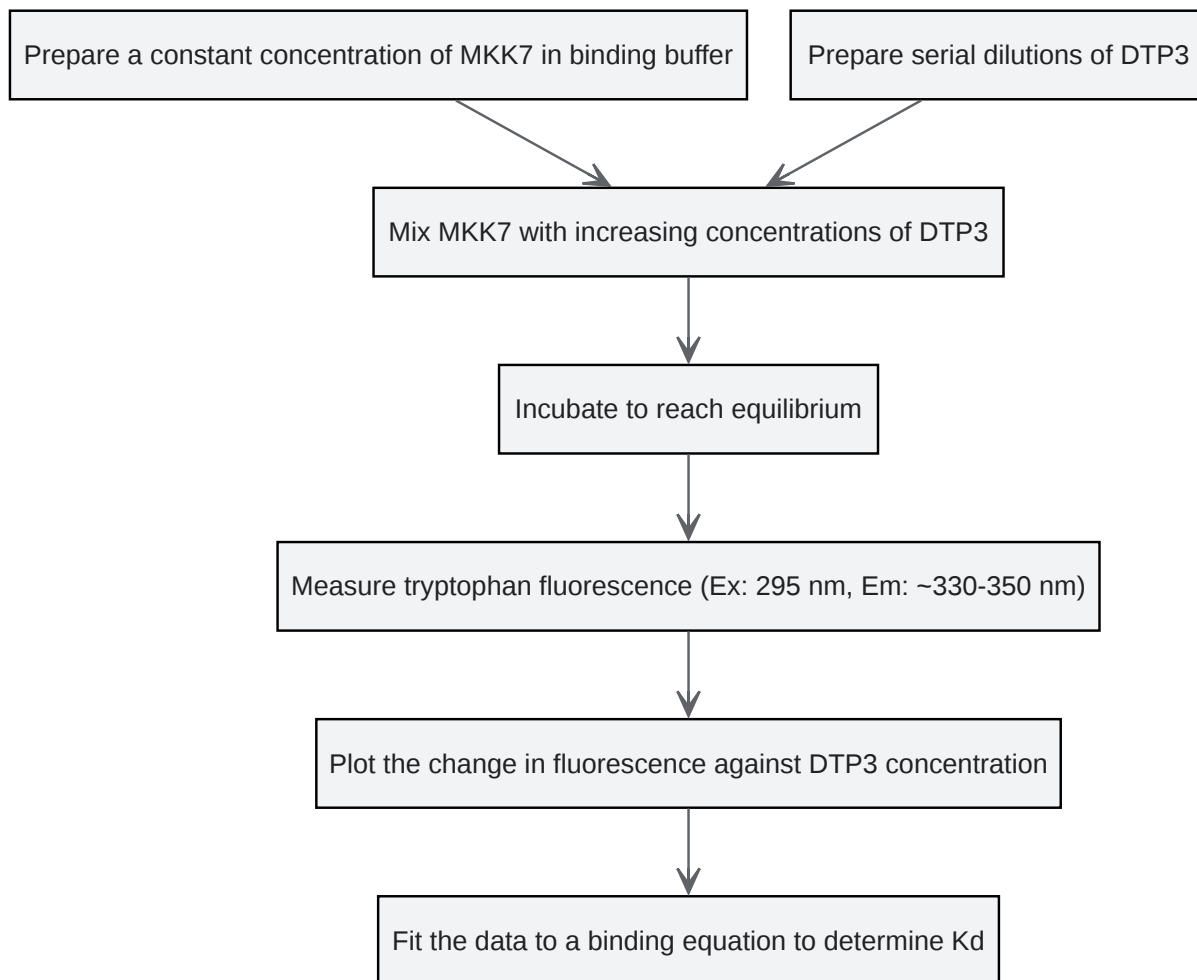 Prepare a constant concentration of MKK7 in binding buffer
Prepare serial dilutions of DTP3
Mix MKK7 with increasing concentrations of DTP3
Incubate to reach equilibrium
Measure tryptophan fluorescence (Ex: 295 nm, Em: ~330-350 nm)
Plot the change in fluorescence against DTP3 concentration
Fit the data to a binding equation to determine Kd